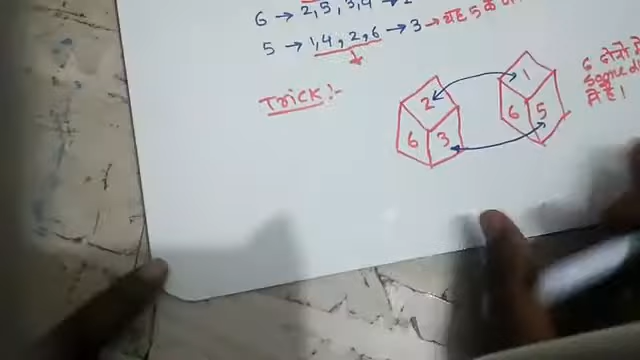 6 → 2, 5, 3, 4 →
5 → 1, 4, 2, 6 → 3 → यह 5 के
Trick:-
2
6 3
1
6 5
6 दोनो में
same
में है।